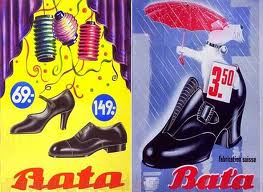 69.-
149.-
Bata
3.50
fabrication suisse
Bata